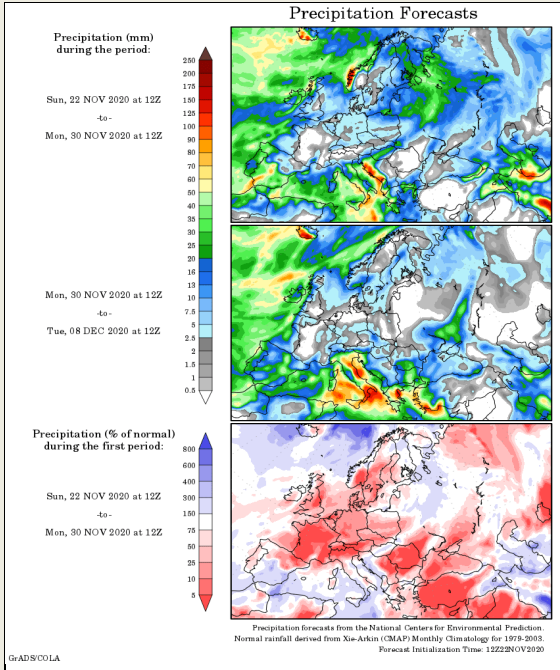 Precipitation Forecasts
Precipitation (mm)
during the period:
250
200
175
150
125
100
90
80
70
60
50
40
35
30
25
20
16
13
10
7.5
5
2.5
2
1.5
1
0.5
Sun, 22 NOV 2020 at 12Z
-to-
Mon, 30 NOV 2020 at 12Z
Mon, 30 NOV 2020 at 12Z
-to-
Tue, 08 DEC 2020 at 12Z
Precipitation (% of normal)
during the first period:
800
600
400
300
150
75
50
25
10
5
Sun, 22 NOV 2020 at 12Z
-to-
Mon, 30 NOV 2020 at 12Z
Precipitation forecasts from the National Centers for Environmental Prediction.
Normal rainfall derived from Xie-Arkin (CMAP) Monthly Climatology for 1979-2003.
Forecast Initialization Time: 12Z22NOV2020
GrADS/COLA